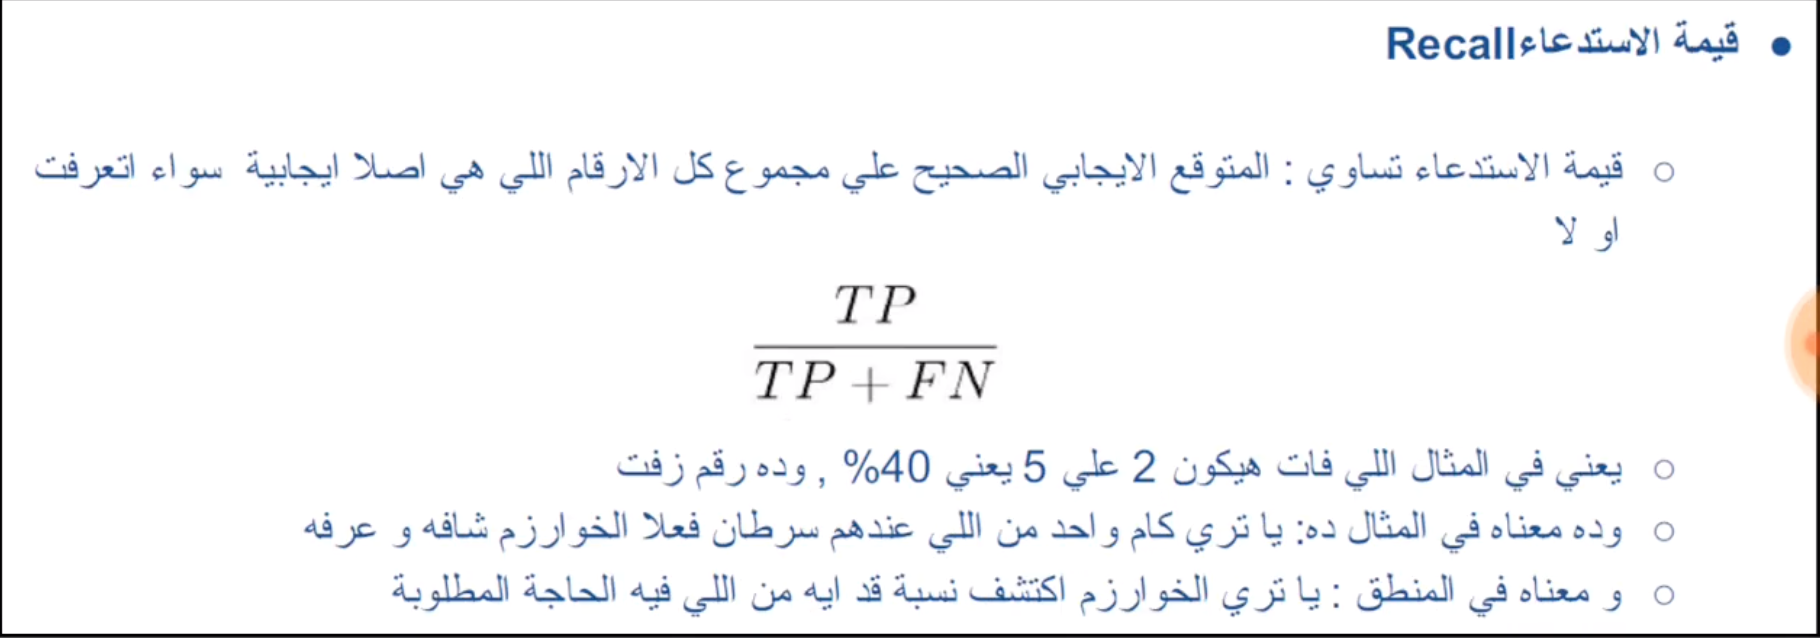 قيمة الاستدعاءRecall
قيمة الاستدعاء تساوي : المتوقع الايجابي الصحيح علي مجموع كل الارقام اللي هي اصلا ايجابية سواء اتعرفت
او لا
TP
TP + FN
يعني في المثال اللي فات هيكون 2 علي 5 يعني 40% , وده رقم زفت
وده معناه في المثال ده: يا تري كام واحد من اللي عندهم سرطان فعلا الخوارزم شافه و عرفه
و معناه في المنطق : يا تري الخوارزم اكتشف نسبة قد ايه من اللي فيه الحاجة المطلوبة